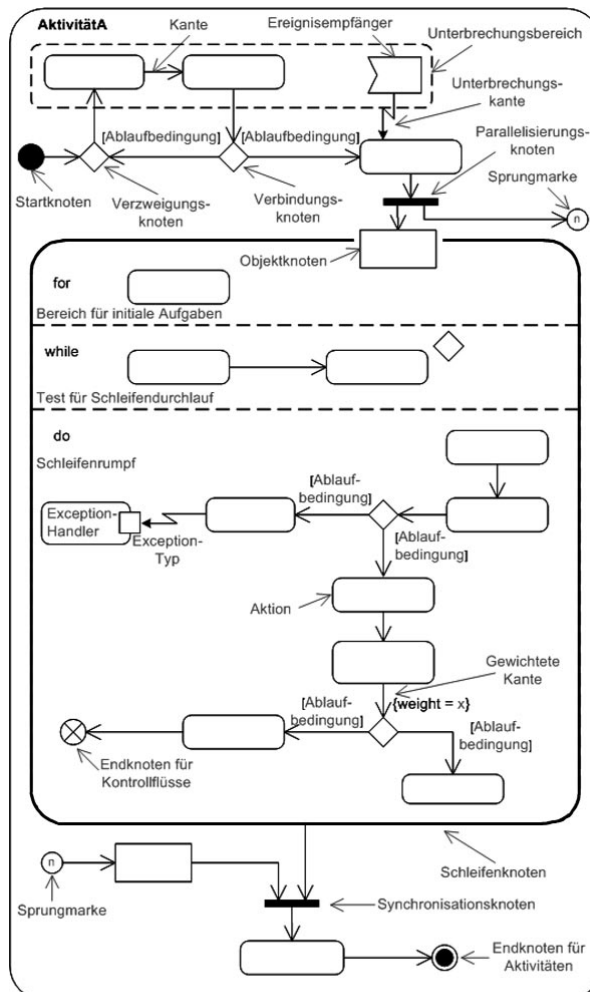 AktivitätA
Kante
Ereignisempfänger
Unterbrechungsbereich
Unterbrechungs-
kante
[Ablaufbedingung]
[Ablaufbedingung]
Parallelisierungs-
knoten
Startknoten
Verzweigungs-
knoten
Verbindungs-
knoten
Sprungmarke
n
Objektknoten
for
Bereich für initiale Aufgaben
while
Test für Schleifendurchlauf
do
Schleifenrumpf
[Ablauf-
bedingung]
Exception-
Handler
Exception-
Typ
[Ablauf-
bedingung]
Aktion
Gewichtete
Kante
[Ablauf-
bedingung]
{weight = x}
[Ablauf-
bedingung]
Endknoten für
Kontrollflüsse
Schleifenknoten
n
Sprungmarke
Synchronisationsknoten
Endknoten für
Aktivitäten